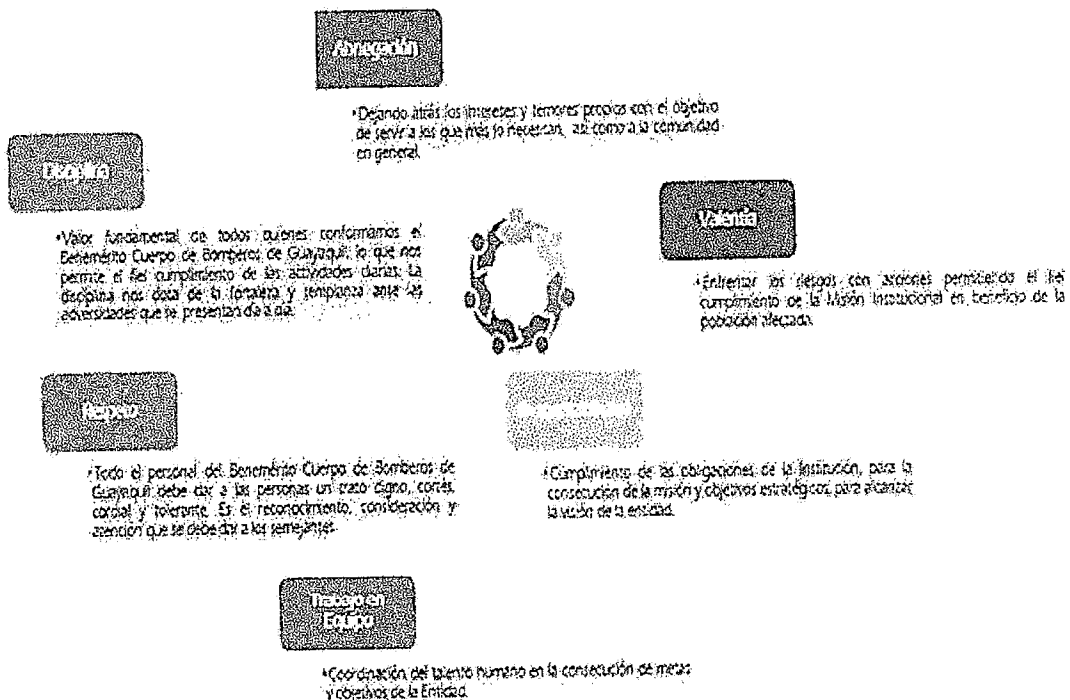 Abnegación
•Dejando atrás los intereses y temores propios con el objetivo
de servir a los que más lo necesitan, así como a la comunidad
en general.
Disciplina
•Valor fundamental de todos quienes conformamos el
Benemérito Cuerpo de Bomberos de Guayaquil, lo que nos
permite el fiel cumplimiento de las actividades diarias. La
disciplina nos dota de la fortaleza y templanza ante las
adversidades que se presentan día a día.
Valentía
•Enfrentar los riesgos con acciones permitiendo el fiel
cumplimiento de la Misión Institucional en beneficio de la
población afectada.
Respeto
•Todo el personal del Benemérito Cuerpo de Bomberos de
Guayaquil debe dar a las personas un trato digno, cortés,
cordial y tolerante. Es el reconocimiento, consideración y
atención que se debe dar a los semejantes.
•Cumplimiento de las obligaciones de la Institución, para la
consecución de la misión y objetivos estratégicos, para alcanzar
la visión de la entidad.
Trabajo en
Equipo
•Coordinación del talento humano en la consecución de metas
y objetivos de la Entidad.